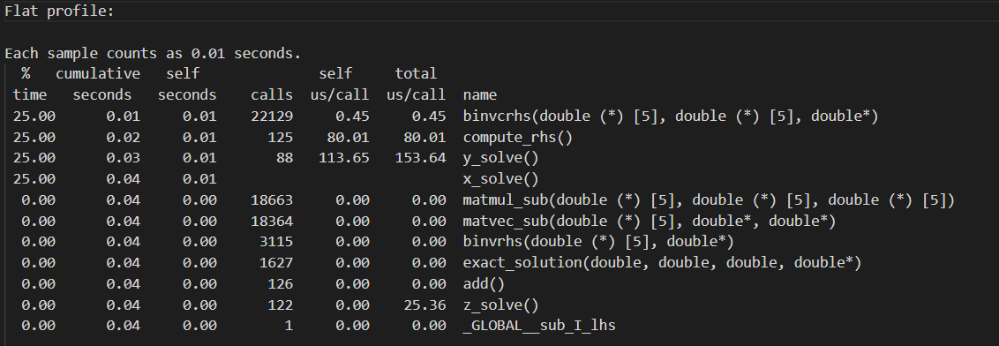 Flat profile:
Each sample counts as 0.01 seconds.
  %   cumulative   self              self     total
 time   seconds   seconds    calls  us/call  us/call  name
 25.00      0.01     0.01    22129     0.45     0.45  binvcrhs(double (*) [5], double (*) [5], double*)
 25.00      0.02     0.01      125    80.01    80.01  compute_rhs()
 25.00      0.03     0.01       88   113.65   153.64  y_solve()
 25.00      0.04     0.01                             x_solve()
  0.00      0.04     0.00    18663     0.00     0.00  matmul_sub(double (*) [5], double (*) [5], double (*) [5])
  0.00      0.04     0.00    18364     0.00     0.00  matvec_sub(double (*) [5], double*, double*)
  0.00      0.04     0.00     3115     0.00     0.00  binvrhs(double (*) [5], double*)
  0.00      0.04     0.00     1627     0.00     0.00  exact_solution(double, double, double, double*)
  0.00      0.04     0.00      126     0.00     0.00  add()
  0.00      0.04     0.00      122     0.00    25.36  z_solve()
  0.00      0.04     0.00        1     0.00     0.00  _GLOBAL__sub_I_lhs